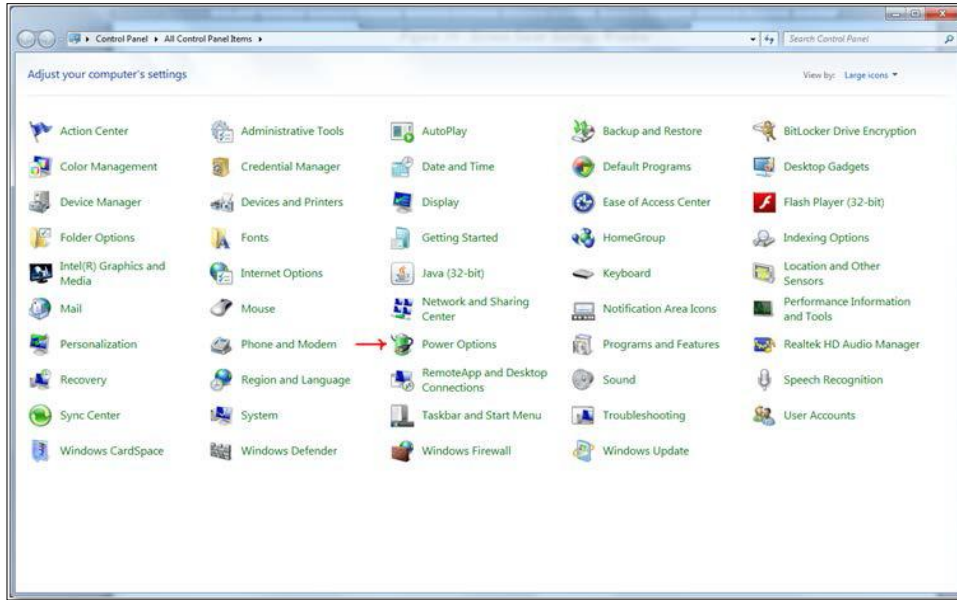 Control Panel All Control Panel Items
Search Control Panel
Adjust your computer's settings
View by: Large icons
Action Center Administrative Tools AutoPlay Backup and Restore BitLocker Drive Encryption
Color Management Credential Manager Date and Time Default Programs Desktop Gadgets
Device Manager Devices and Printers Display Ease of Access Center Flash Player (32-bit)
Folder Options Fonts Getting Started HomeGroup Indexing Options
Intel(R) Graphics and Media Internet Options Java (32-bit) Keyboard Location and Other Sensors
Mail Mouse Network and Sharing Center Notification Area Icons Performance Information and Tools
Personalization Phone and Modem Power Options Programs and Features Realtek HD Audio Manager
Recovery Region and Language RemoteApp and Desktop Connections Sound Speech Recognition
Sync Center System Taskbar and Start Menu Troubleshooting User Accounts
Windows CardSpace Windows Defender Windows Firewall Windows Update